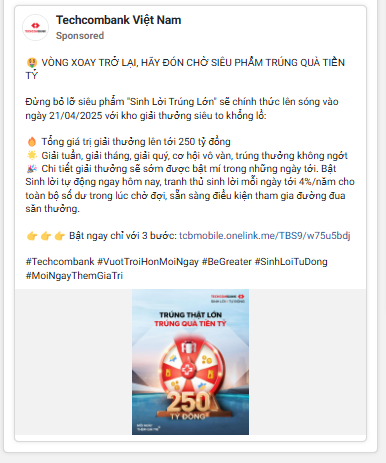 Techcombank Việt Nam
Sponsored
🤑 VÒNG XOAY TRỞ LẠI, HÃY ĐÓN CHỜ SIÊU PHẨM TRÚNG QUÀ TIỀN
TỶ
Đừng bỏ lỡ siêu phẩm "Sinh Lời Trúng Lớn" sẽ chính thức lên sóng vào
ngày 21/04/2025 với kho giải thưởng siêu to khổng lồ:
🔥 Tổng giá trị giải thưởng lên tới 250 tỷ đồng
🌟 Giải tuần, giải tháng, giải quý, cơ hội vô vàn, trúng thưởng không ngớt
🎉 Chi tiết giải thưởng sẽ sớm được bật mí trong những ngày tới. Bật
Sinh lời tự động ngay hôm nay, tranh thủ sinh lời mỗi ngày tới 4%/năm cho
toàn bộ số dư trong lúc chờ đợi, sẵn sàng điều kiện tham gia đường đua
săn thưởng.
👉 👉 👉 Bật ngay chỉ với 3 bước: tcbmobile.onelink.me/TBS9/w75u5bdj
#Techcombank #VuotTroiHonMoiNgay #BeGreater #SinhLoiTuDong
#MoiNgayThemGiaTri
TECHCOMBANK
TRÚNG THẬT LỚN
TRÚNG QUÀ TIỀN TỶ
250
TỶ ĐỒNG